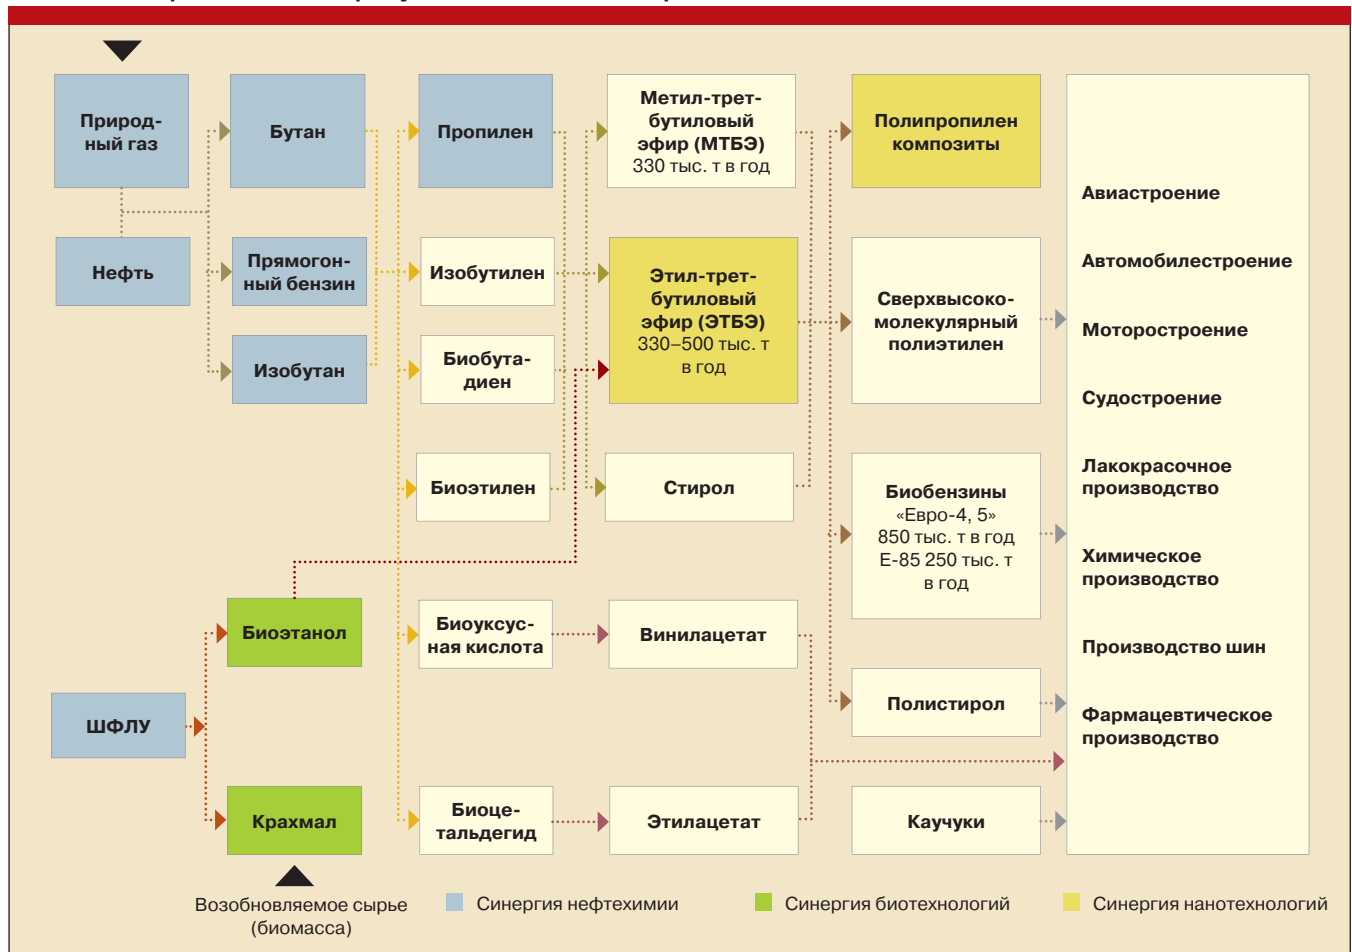 Природ-
ный газ
Нефть
ШФЛУ
Бутан
Прямогон-
ный бензин
Изобутан
Биоэтанол
Крахмал
Пропилен
Изобутилен
Биобута-
диен
Биоэтилен
Биоуксус-
ная кислота
Биоце-
тальдегид
Метил-трет-
бутиловый
эфир (МТБЭ)
330 тыс. т в год
Этил-трет-
бутиловый
эфир (ЭТБЭ)
330–500 тыс. т
в год
Стирол
Винилацетат
Этилацетат
Полипропилен
композиты
Сверхвысоко-
молекулярный
полиэтилен
Биобензины
«Евро-4, 5»
850 тыс. т в год
Е-85 250 тыс. т
в год
Полистирол
Каучуки
Авиастроение
Автомобилестроение
Моторостроение
Судостроение
Лакокрасочное
производство
Химическое
производство
Производство шин
Фармацевтическое
производство
Возобновляемое сырье
(биомасса)
Синергия нефтехимии
Синергия биотехнологий
Синергия нанотехнологий